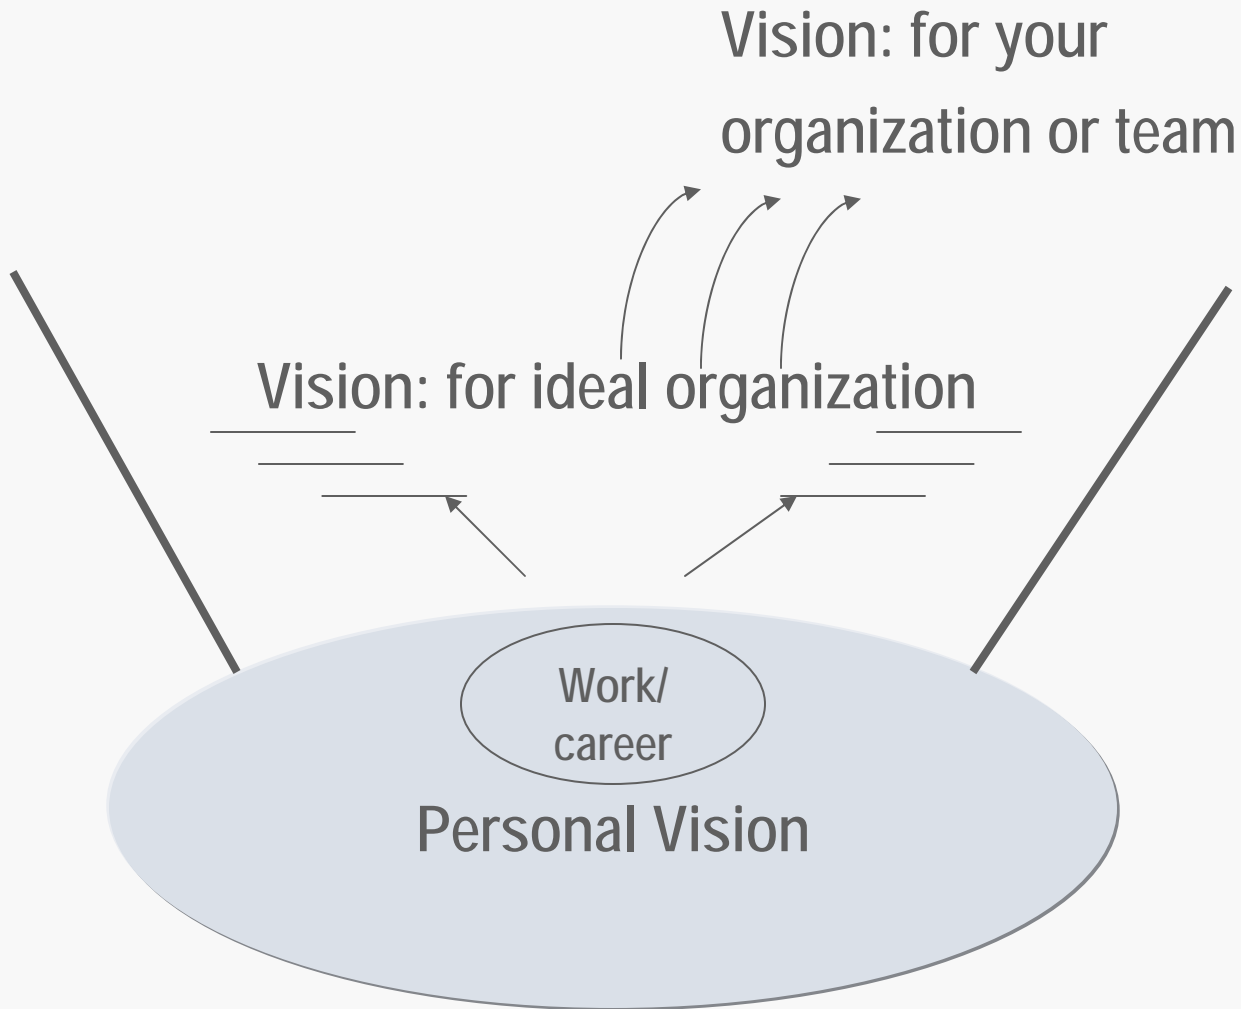 Vision: for your
organization or team
Vision: for ideal organization
Work/
career
Personal Vision